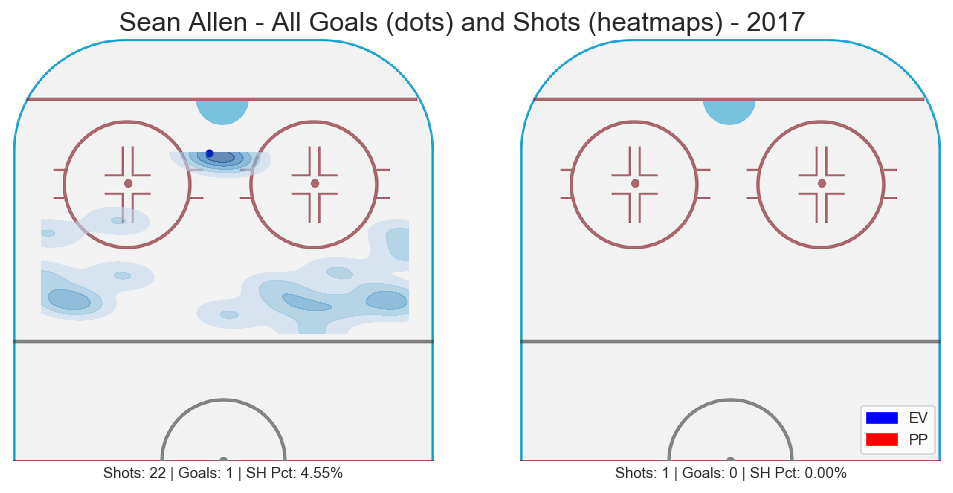 Sean Allen - All Goals (dots) and Shots (heatmaps) - 2017
EV
PP
Shots: 22 | Goals: 1 | SH Pct: 4.55%
Shots: 1 | Goals: 0 | SH Pct: 0.00%